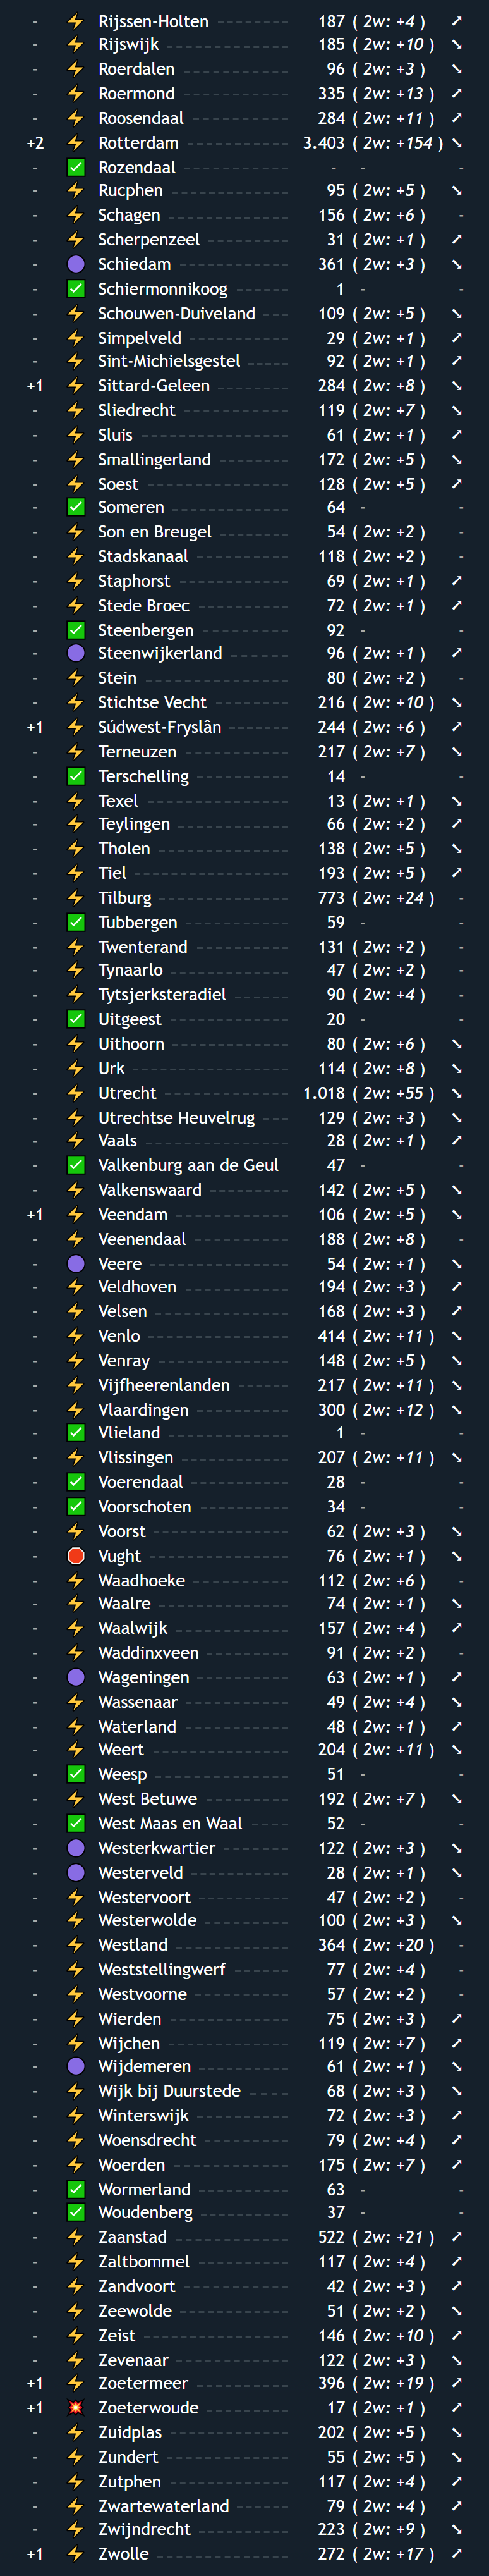 - ⚡ Rijssen-Holten 187 ( 2w: +4 ) ↗
- ⚡ Rijswijk 185 ( 2w: +10 ) ↘
- ⚡ Roerdalen 96 ( 2w: +3 ) ↘
- ⚡ Roermond 335 ( 2w: +13 ) ↗
- ⚡ Roosendaal 284 ( 2w: +11 ) ↗
+2 ⚡ Rotterdam 3.403 ( 2w: +154 ) ↘
- ✅ Rozendaal - - -
- ⚡ Rucphen 95 ( 2w: +5 ) ↘
- ⚡ Schagen 156 ( 2w: +6 ) -
- ⚡ Scherpenzeel 31 ( 2w: +1 ) ↗
- 🟣 Schiedam 361 ( 2w: +3 ) ↘
- ✅ Schiermonnikoog 1 - -
- ⚡ Schouwen-Duiveland 109 ( 2w: +5 ) ↘
- ⚡ Simpelveld 29 ( 2w: +1 ) ↗
- ⚡ Sint-Michielsgestel 92 ( 2w: +1 ) ↗
+1 ⚡ Sittard-Geleen 284 ( 2w: +8 ) ↘
- ⚡ Sliedrecht 119 ( 2w: +7 ) ↘
- ⚡ Sluis 61 ( 2w: +1 ) ↗
- ⚡ Smallingerland 172 ( 2w: +5 ) ↘
- ⚡ Soest 128 ( 2w: +5 ) ↗
- ✅ Someren 64 - -
- ⚡ Son en Breugel 54 ( 2w: +2 ) -
- ⚡ Stadskanaal 118 ( 2w: +2 ) -
- ⚡ Staphorst 69 ( 2w: +1 ) ↗
- ⚡ Stede Broec 72 ( 2w: +1 ) ↗
- ✅ Steenbergen 92 - -
- 🟣 Steenwijkerland 96 ( 2w: +1 ) ↗
- ⚡ Stein 80 ( 2w: +2 ) -
- ⚡ Stichtse Vecht 216 ( 2w: +10 ) ↘
+1 ⚡ Súdwest-Fryslân 244 ( 2w: +6 ) ↗
- ⚡ Terneuzen 217 ( 2w: +7 ) ↘
- ✅ Terschelling 14 - -
- ⚡ Texel 13 ( 2w: +1 ) ↘
- ⚡ Teylingen 66 ( 2w: +2 ) ↗
- ⚡ Tholen 138 ( 2w: +5 ) ↘
- ⚡ Tiel 193 ( 2w: +5 ) ↗
- ⚡ Tilburg 773 ( 2w: +24 ) -
- ✅ Tubbergen 59 - -
- ⚡ Twenterand 131 ( 2w: +2 ) -
- ⚡ Tynaarlo 47 ( 2w: +2 ) -
- ⚡ Tytsjerksteradiel 90 ( 2w: +4 ) -
- ✅ Uitgeest 20 - -
- ⚡ Uithoorn 80 ( 2w: +6 ) ↘
- ⚡ Urk 114 ( 2w: +8 ) ↘
- ⚡ Utrecht 1.018 ( 2w: +55 ) ↘
- ⚡ Utrechtse Heuvelrug 129 ( 2w: +3 ) ↘
- ⚡ Vaals 28 ( 2w: +1 ) ↗
- ✅ Valkenburg aan de Geul 47 - -
- ⚡ Valkenswaard 142 ( 2w: +5 ) ↘
+1 ⚡ Veendam 106 ( 2w: +5 ) ↘
- ⚡ Veenendaal 188 ( 2w: +8 ) -
- 🟣 Veere 54 ( 2w: +1 ) ↘
- ⚡ Veldhoven 194 ( 2w: +3 ) ↗
- ⚡ Velsen 168 ( 2w: +3 ) ↗
- ⚡ Venlo 414 ( 2w: +11 ) ↘
- ⚡ Venray 148 ( 2w: +5 ) ↘
- ⚡ Vijfheerenlanden 217 ( 2w: +11 ) ↘
- ⚡ Vlaardingen 300 ( 2w: +12 ) ↘
- ✅ Vlieland 1 - -
- ⚡ Vlissingen 207 ( 2w: +11 ) ↘
- ✅ Voerendaal 28 - -
- ✅ Voorschoten 34 - -
- ⚡ Voorst 62 ( 2w: +3 ) ↘
- 🛑 Vught 76 ( 2w: +1 ) ↘
- ⚡ Waadhoeke 112 ( 2w: +6 ) -
- ⚡ Waalre 74 ( 2w: +1 ) ↘
- ⚡ Waalwijk 157 ( 2w: +4 ) ↗
- ⚡ Waddinxveen 91 ( 2w: +2 ) -
- 🟣 Wageningen 63 ( 2w: +1 ) ↗
- ⚡ Wassenaar 49 ( 2w: +4 ) ↘
- ⚡ Waterland 48 ( 2w: +1 ) ↗
- ⚡ Weert 204 ( 2w: +11 ) ↘
- ✅ Weesp 51 - -
- ⚡ West Betuwe 192 ( 2w: +7 ) ↘
- ✅ West Maas en Waal 52 - -
- 🟣 Westerkwartier 122 ( 2w: +3 ) ↘
- 🟣 Westerveld 28 ( 2w: +1 ) ↘
- ⚡ Westervoort 47 ( 2w: +2 ) -
- ⚡ Westerwolde 100 ( 2w: +3 ) ↘
- ⚡ Westland 364 ( 2w: +20 ) -
- ⚡ Weststellingwerf 77 ( 2w: +4 ) -
- ⚡ Westvoorne 57 ( 2w: +2 ) -
- ⚡ Wierden 75 ( 2w: +3 ) ↗
- ⚡ Wijchen 119 ( 2w: +7 ) ↗
- 🟣 Wijdemeren 61 ( 2w: +1 ) ↘
- ⚡ Wijk bij Duurstede 68 ( 2w: +3 ) ↘
- ⚡ Winterswijk 72 ( 2w: +3 ) ↗
- ⚡ Woensdrecht 79 ( 2w: +4 ) ↗
- ⚡ Woerden 175 ( 2w: +7 ) ↗
- ✅ Wormerland 63 - -
- ✅ Woudenberg 37 - -
- ⚡ Zaanstad 522 ( 2w: +21 ) ↗
- ⚡ Zaltbommel 117 ( 2w: +4 ) ↗
- ⚡ Zandvoort 42 ( 2w: +3 ) ↗
- ⚡ Zeewolde 51 ( 2w: +2 ) ↘
- ⚡ Zeist 146 ( 2w: +10 ) ↗
- ⚡ Zevenaar 122 ( 2w: +3 ) ↘
+1 ⚡ Zoetermeer 396 ( 2w: +19 ) ↗
+1 💥 Zoeterwoude 17 ( 2w: +1 ) ↗
- ⚡ Zuidplas 202 ( 2w: +5 ) ↘
- ⚡ Zundert 55 ( 2w: +5 ) ↘
- ⚡ Zutphen 117 ( 2w: +4 ) ↗
- ⚡ Zwartewaterland 79 ( 2w: +4 ) ↗
- ⚡ Zwijndrecht 223 ( 2w: +9 ) ↘
+1 ⚡ Zwolle 272 ( 2w: +17 ) ↗